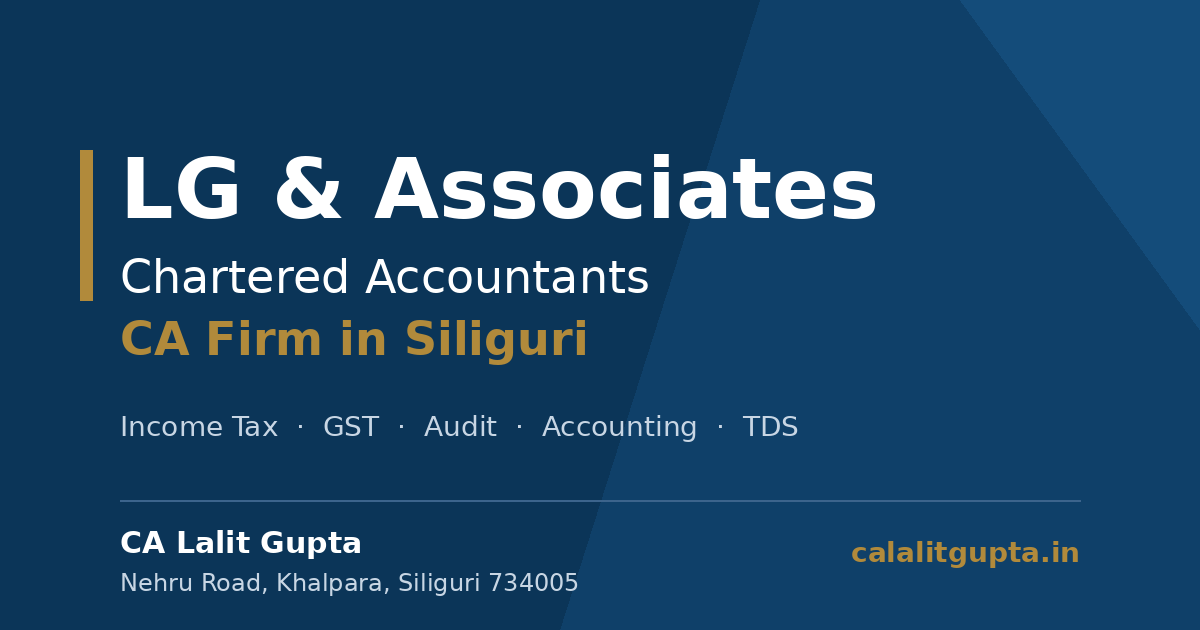 LG & Associates
Chartered Accountants
CA Firm in Siliguri
Income Tax · GST · Audit · Accounting · TDS
CA Lalit Gupta
Nehru Road, Khalpara, Siliguri 734005
calalitgupta.in